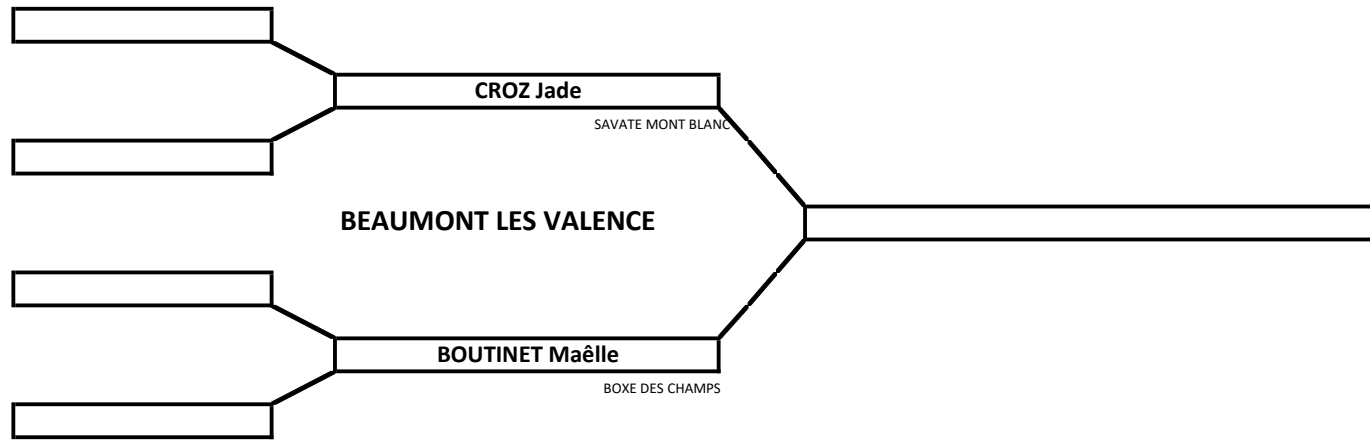 CROZ Jade
SAVATE MONT BLANC
BEAUMONT LES VALENCE
BOUTINET Maêlle
BOXE DES CHAMPS